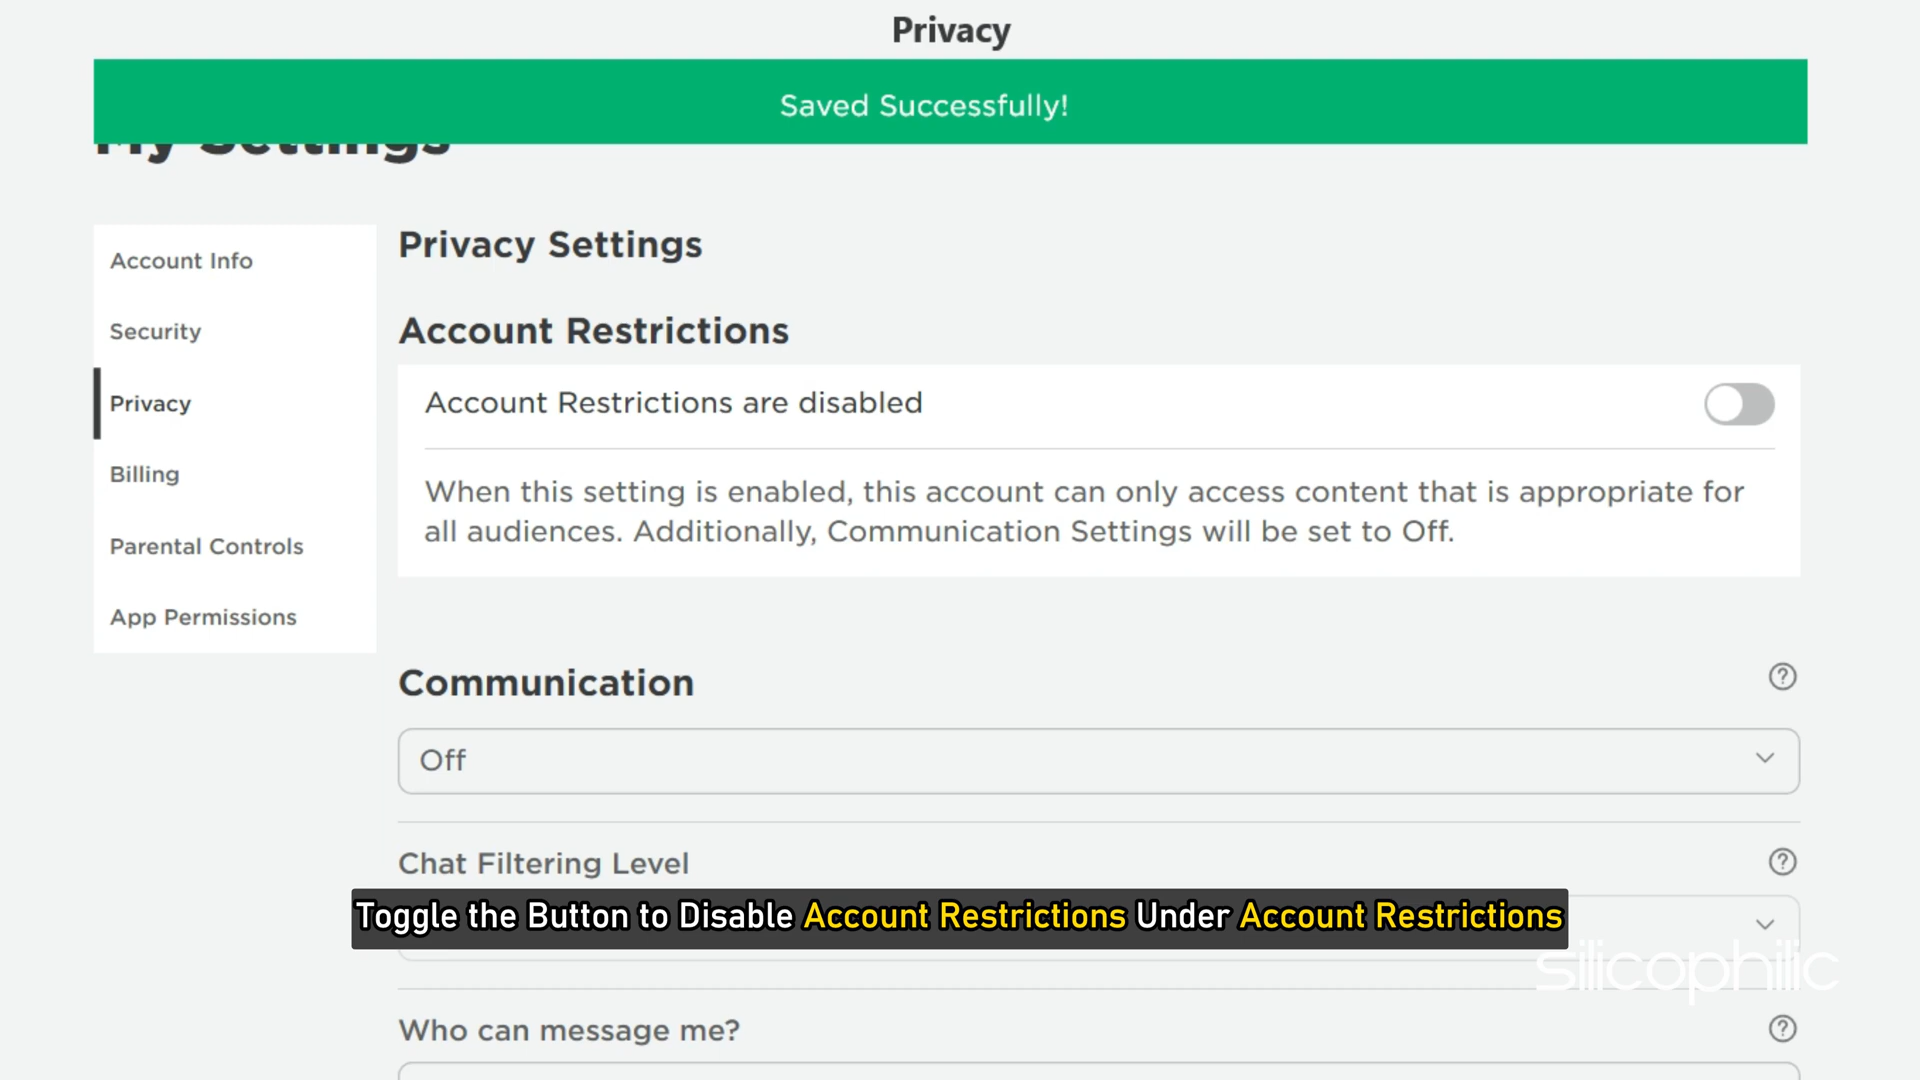 Privacy
Saved Successfully!
My Settings
Account Info
Security
Privacy
Billing
Parental Controls
App Permissions
Privacy Settings
Account Restrictions
Account Restrictions are disabled
When this setting is enabled, this account can only access content that is appropriate for
all audiences. Additionally, Communication Settings will be set to Off.
Communication
Off
Chat Filtering Level
Toggle the Button to Disable Account Restrictions Under Account Restrictions
silicophilic
Who can message me?